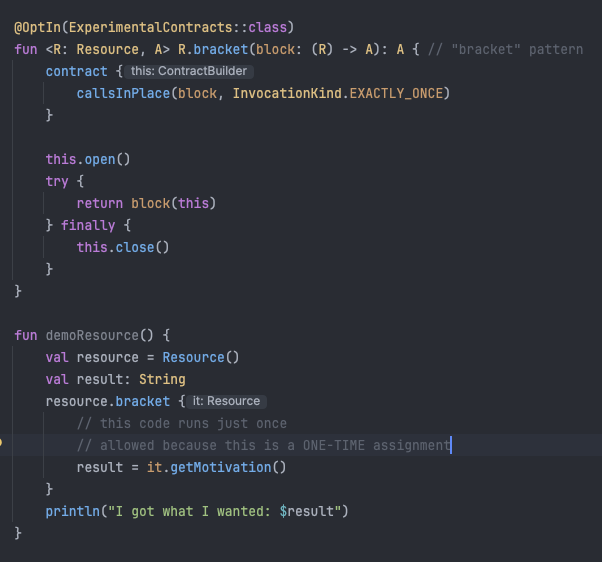 @OptIn(ExperimentalContracts::class)
fun <R: Resource, A> R.bracket(block: (R) -> A): A { // "bracket" pattern
    contract { this: ContractBuilder
        callsInPlace(block, InvocationKind.EXACTLY_ONCE)
    }

    this.open()
    try {
        return block(this)
    } finally {
        this.close()
    }
}

fun demoResource() {
    val resource = Resource()
    val result: String
    resource.bracket { it: Resource
        // this code runs just once
        // allowed because this is a ONE-TIME assignment
        result = it.getMotivation()
    }
    println("I got what I wanted: $result")
}